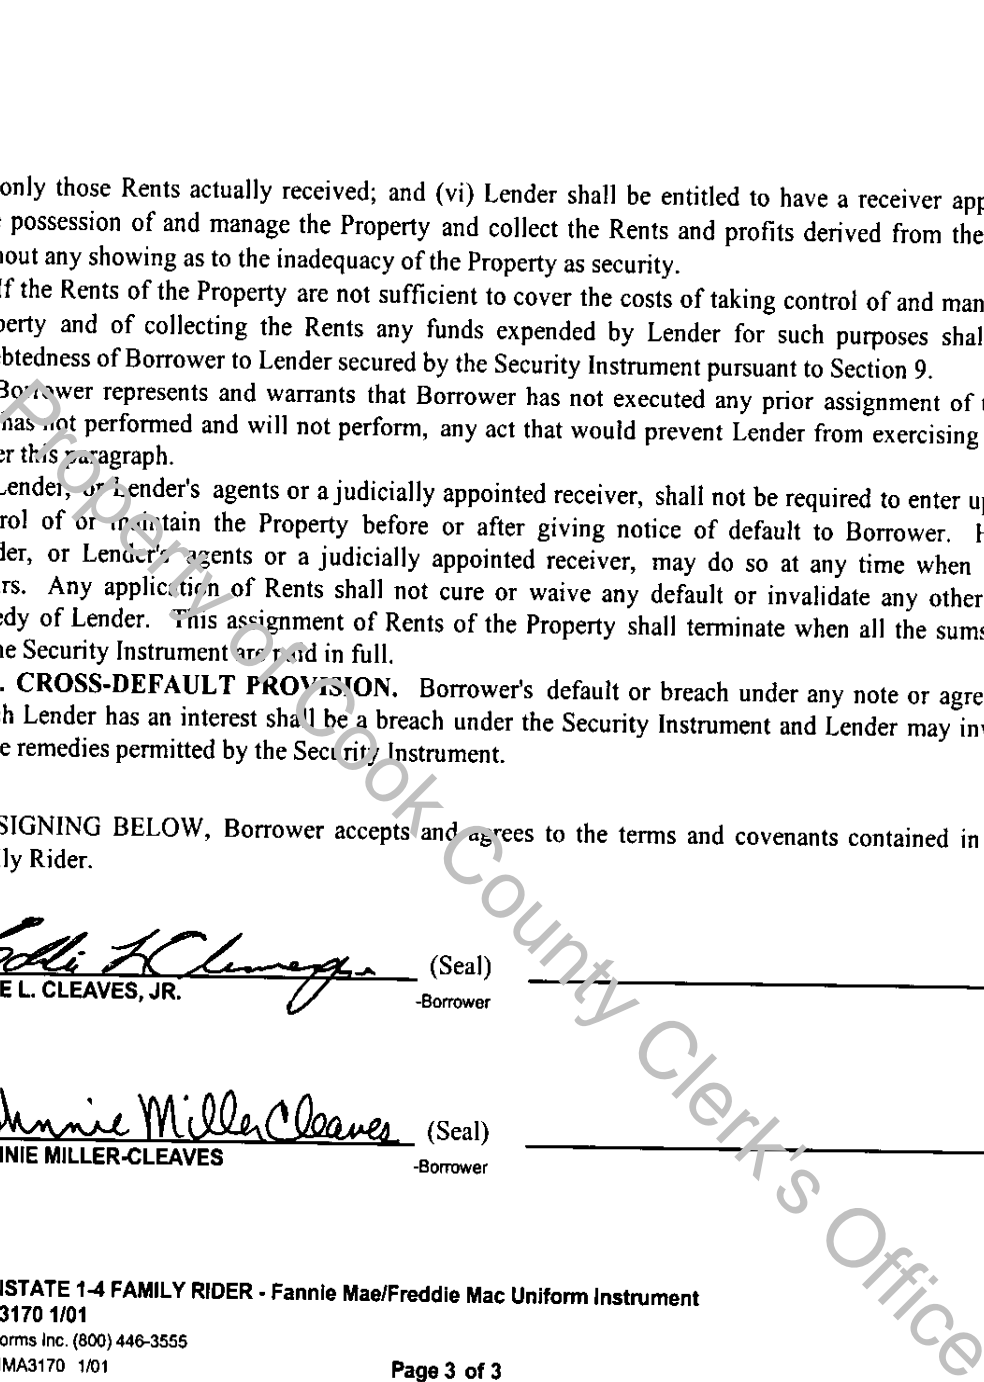 only those Rents actually received; and (vi) Lender shall be entitled to have a receiver app
possession of and manage the Property and collect the Rents and profits derived from the
out any showing as to the inadequacy of the Property as security.
If the Rents of the Property are not sufficient to cover the costs of taking control of and man
perty and of collecting the Rents any funds expended by Lender for such purposes shal
btedness of Borrower to Lender secured by the Security Instrument pursuant to Section 9.
Borrower represents and warrants that Borrower has not executed any prior assignment of t
has not performed and will not perform, any act that would prevent Lender from exercising
er this paragraph.
Lender, or Lender's agents or a judicially appointed receiver, shall not be required to enter u
rol of or maintain the Property before or after giving notice of default to Borrower. H
der, or Lender's agents or a judicially appointed receiver, may do so at any time when
rs. Any application of Rents shall not cure or waive any default or invalidate any other
edy of Lender. This assignment of Rents of the Property shall terminate when all the sums
ne Security Instrument are paid in full.
. CROSS-DEFAULT PROVISION. Borrower's default or breach under any note or agre
h Lender has an interest shall be a breach under the Security Instrument and Lender may inv
e remedies permitted by the Security Instrument.
SIGNING BELOW, Borrower accepts and agrees to the terms and covenants contained in
ly Rider.
(Seal)
E L. CLEAVES, JR.
-Borrower
nnie Miller Cleaves (Seal)
NIE MILLER-CLEAVES
-Borrower
ISTATE 1-4 FAMILY RIDER - Fannie Mae/Freddie Mac Uniform Instrument
3170 1/01
orms Inc. (800) 446-3555
MA3170 1/01
Page 3 of 3
Property of Cook County Clerk's Office